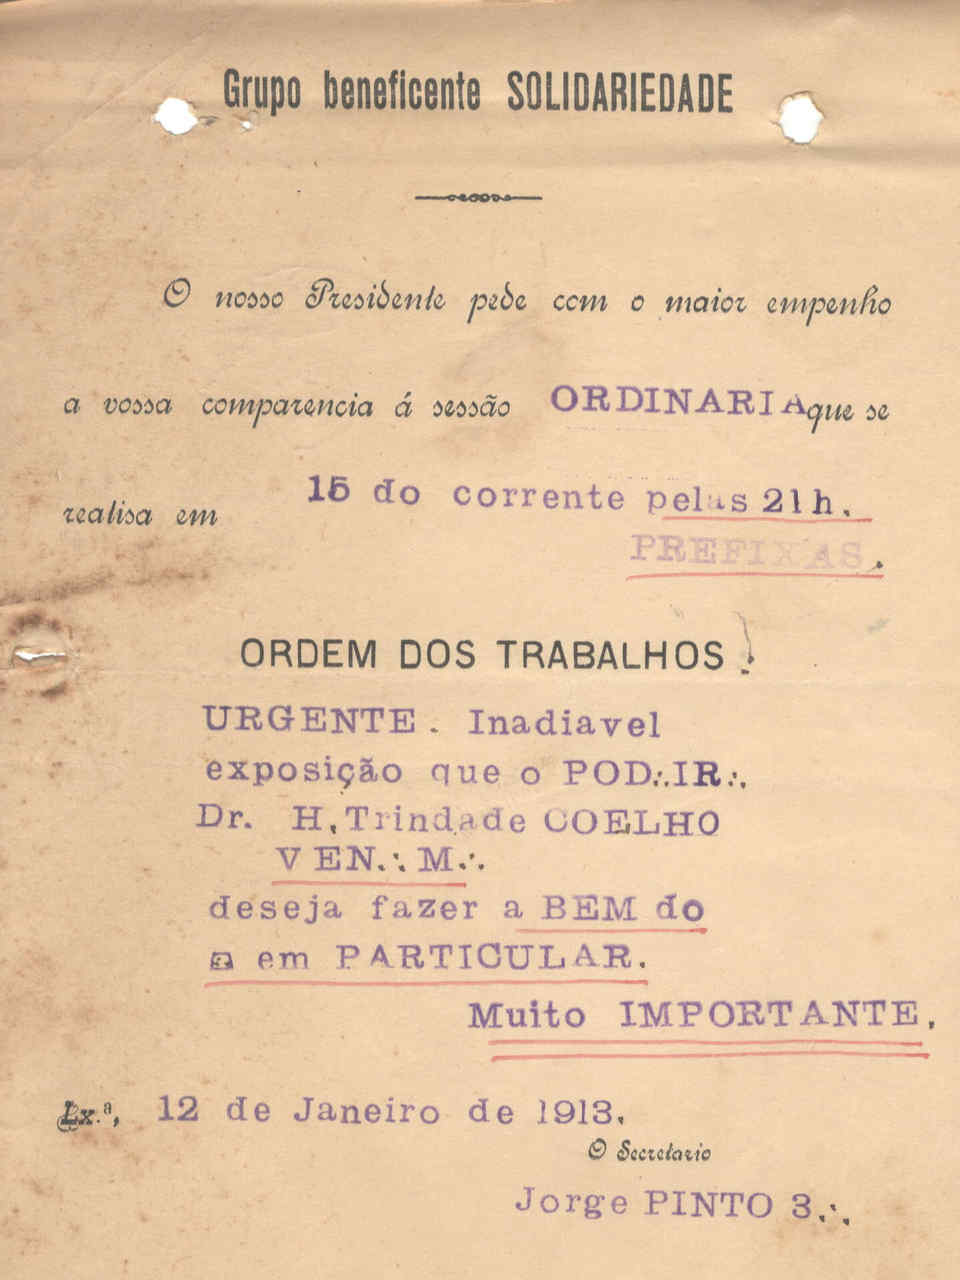 Grupo beneficente SOLIDARIEDADE
O nosso Presidente pede com o maior empenho
a vossa comparencia á sessão ORDINARIA que se
realisa em 15 do corrente pelas 21h.
PREFIXAS.
ORDEM DOS TRABALHOS
URGENTE. Inadiavel
exposição que o POD∴IR∴
Dr. H.Trindade COELHO
VEN∴M∴
deseja fazer a BEM do
em PARTICULAR.
Muito IMPORTANTE.
Lx.ª, 12 de Janeiro de 1913.
O Secretario
Jorge PINTO 3∴